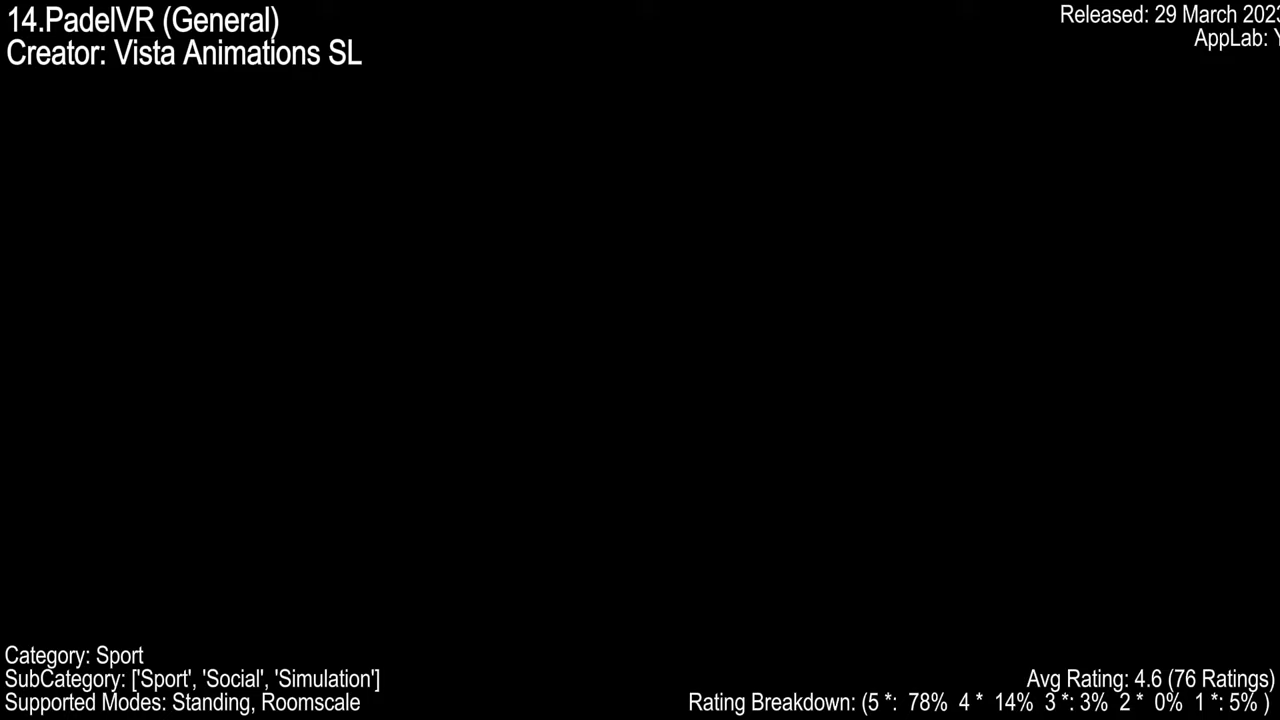 14.PadelVR (General)
Creator: Vista Animations SL
Released: 29 March 2023
AppLab: Y
Category: Sport
SubCategory: ['Sport', 'Social', 'Simulation']
Supported Modes: Standing, Roomscale
Avg Rating: 4.6 (76 Ratings)
Rating Breakdown: (5 *: 78% 4 * 14% 3 *: 3% 2 * 0% 1 *: 5% )